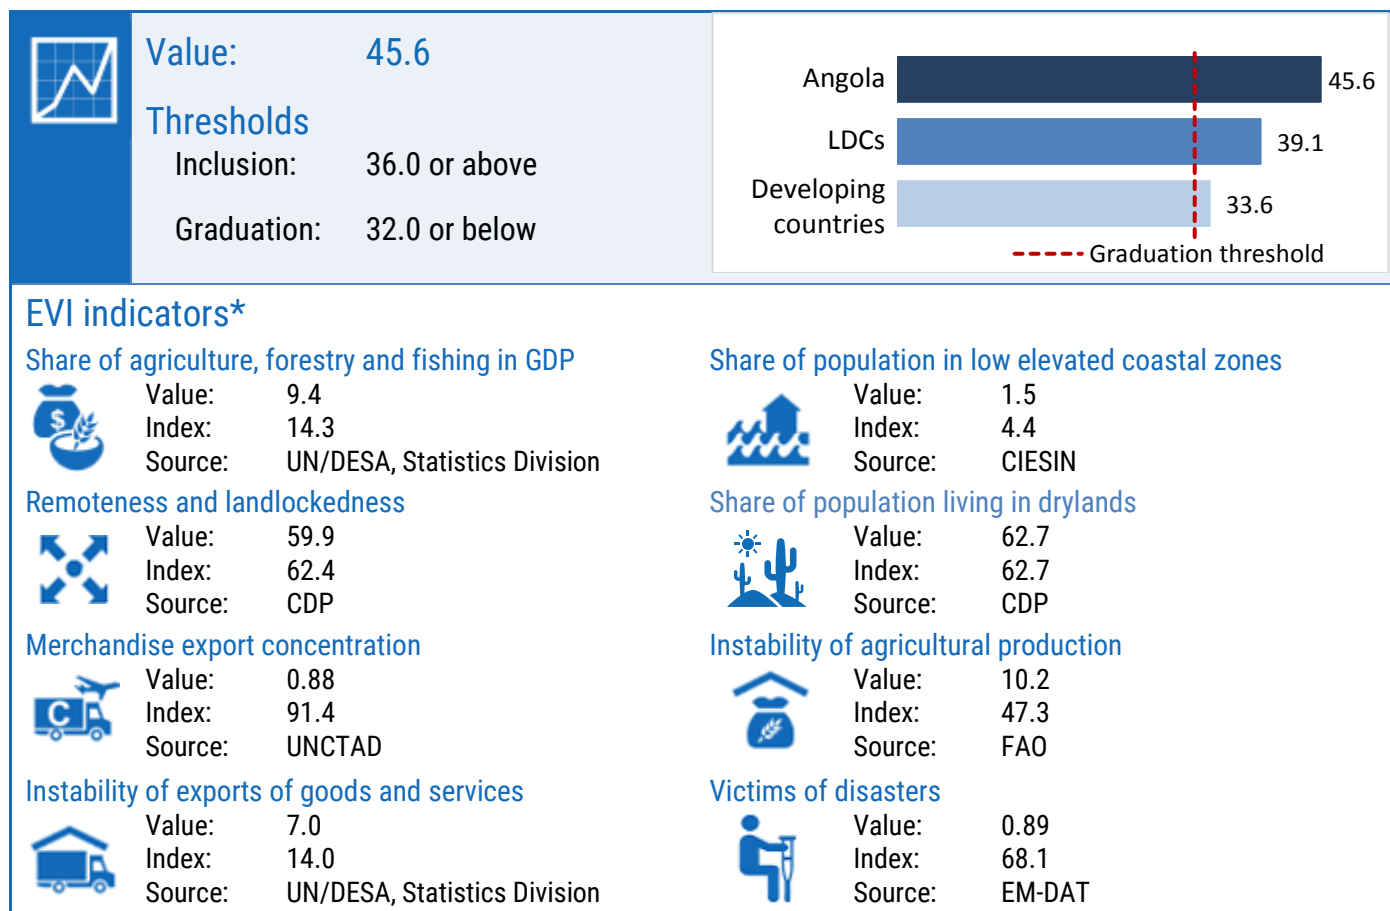 Value: 45.6
Thresholds
Inclusion: 36.0 or above
Graduation: 32.0 or below
Angola 45.6
LDCs 39.1
Developing
countries 33.6
Graduation threshold
EVI indicators*
Share of agriculture, forestry and fishing in GDP
Value: 9.4
Index: 14.3
Source: UN/DESA, Statistics Division
Share of population in low elevated coastal zones
Value: 1.5
Index: 4.4
Source: CIESIN
Remoteness and landlockedness
Value: 59.9
Index: 62.4
Source: CDP
Share of population living in drylands
Value: 62.7
Index: 62.7
Source: CDP
Merchandise export concentration
C
Value: 0.88
Index: 91.4
Source: UNCTAD
Instability of agricultural production
Value: 10.2
Index: 47.3
Source: FAO
Instability of exports of goods and services
Value: 7.0
Index: 14.0
Source: UN/DESA, Statistics Division
Victims of disasters
Value: 0.89
Index: 68.1
Source: EM-DAT